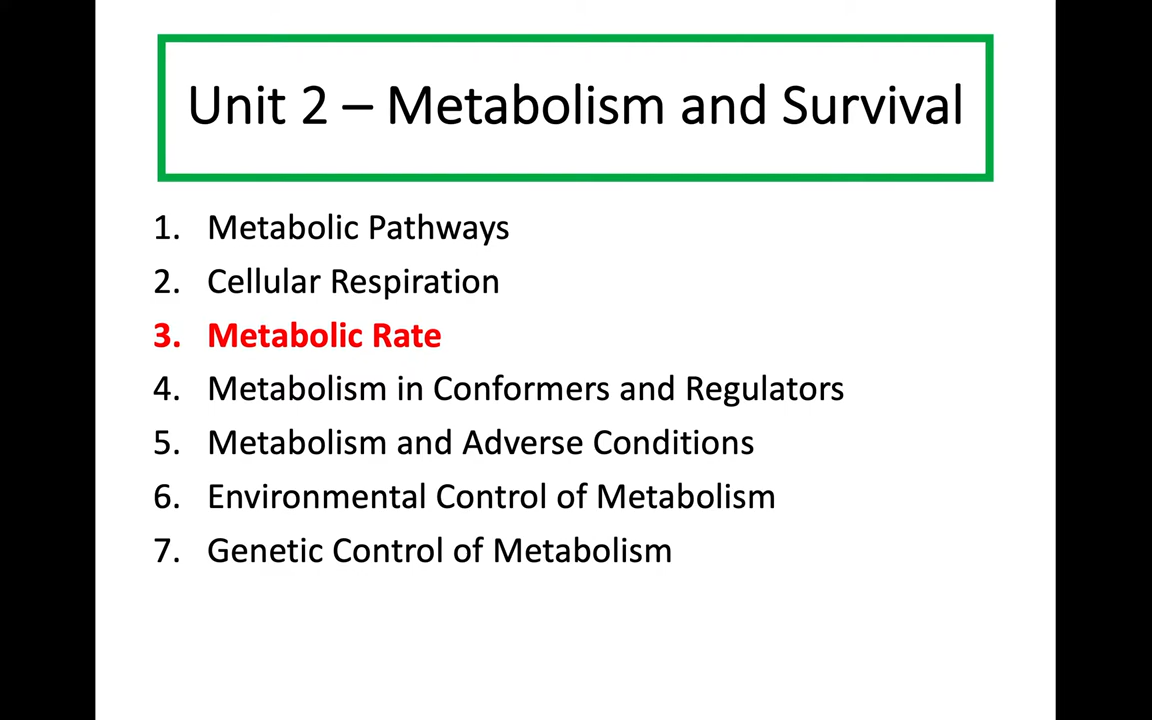 Unit 2 – Metabolism and Survival
1. Metabolic Pathways
2. Cellular Respiration
3. Metabolic Rate
4. Metabolism in Conformers and Regulators
5. Metabolism and Adverse Conditions
6. Environmental Control of Metabolism
7. Genetic Control of Metabolism